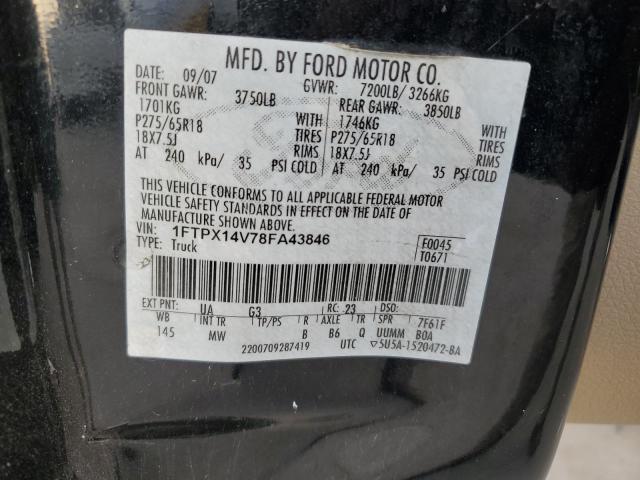 MFD. BY FORD MOTOR CO.
DATE: 09/07 GVWR: 7200LB/ 3266KG
FRONT GAWR: 3750LB REAR GAWR: 3850LB
1701KG WITH 1746KG WITH
P275/65R18 TIRES P275/65R18 TIRES
18X7.5J RIMS 18X7.5J RIMS
AT 240 kPa/ 35 PSI COLD AT 240 kPa/ 35 PSI COLD
THIS VEHICLE CONFORMS TO ALL APPLICABLE FEDERAL MOTOR
VEHICLE SAFETY STANDARDS IN EFFECT ON THE DATE OF
MANUFACTURE SHOWN ABOVE.
VIN: 1FTPX14V78FA43846 F0045
TYPE: Truck T0671
EXT PNT: UA G3 RC: 23 DSO:
WB INT TR TP/PS R AXLE TR SPR 7F61F
145 MW B B6 Q UUMM BOA
2200709287419 UTC ▽5U5A-1520472-BA